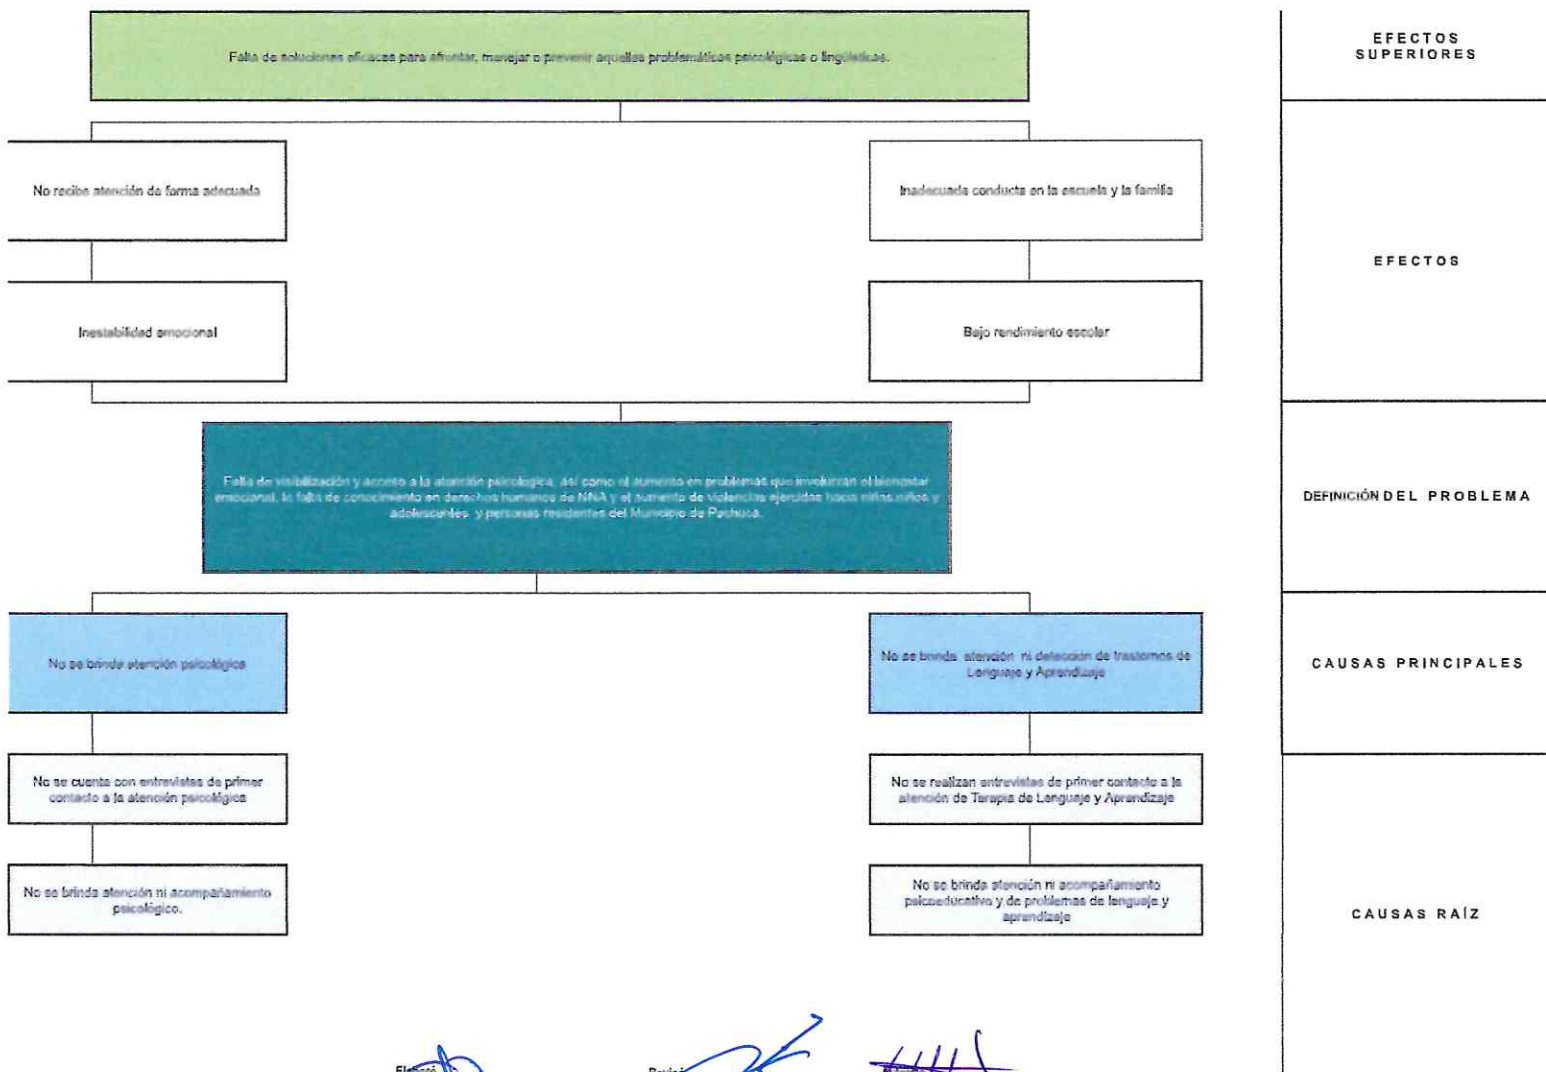 Falta de soluciones eficaces para afrontar, manejar o prevenir aquellas problemáticas psicológicas o lingüísticas.
EFECTOS
SUPERIORES
No recibe atención de forma adecuada
Inadecuada conducta en la escuela y la familia
EFECTOS
Inestabilidad emocional
Bajo rendimiento escolar
Falta de visibilización y acceso a la atención psicológica, así como el aumento en problemas que involucran el bienestar
emocional, la falta de conocimiento en derechos humanos de NNA y el aumento de violencias ejercidas hacia niñas niños y
adolescentes, y personas residentes del Municipio de Pachuca.
DEFINICIÓN DEL PROBLEMA
No se brinda atención psicológica
No se brinda atención ni detección de trastornos de
Lenguaje y Aprendizaje
CAUSAS PRINCIPALES
No se cuenta con entrevistas de primer
contacto a la atención psicológica
No se realizan entrevistas de primer contacto a la
atención de Terapia de Lenguaje y Aprendizaje
No se brinda atención ni acompañamiento
psicológico.
No se brinda atención ni acompañamiento
psicoeducativo y de problemas de lenguaje y
aprendizaje
CAUSAS RAÍZ
Elaboró